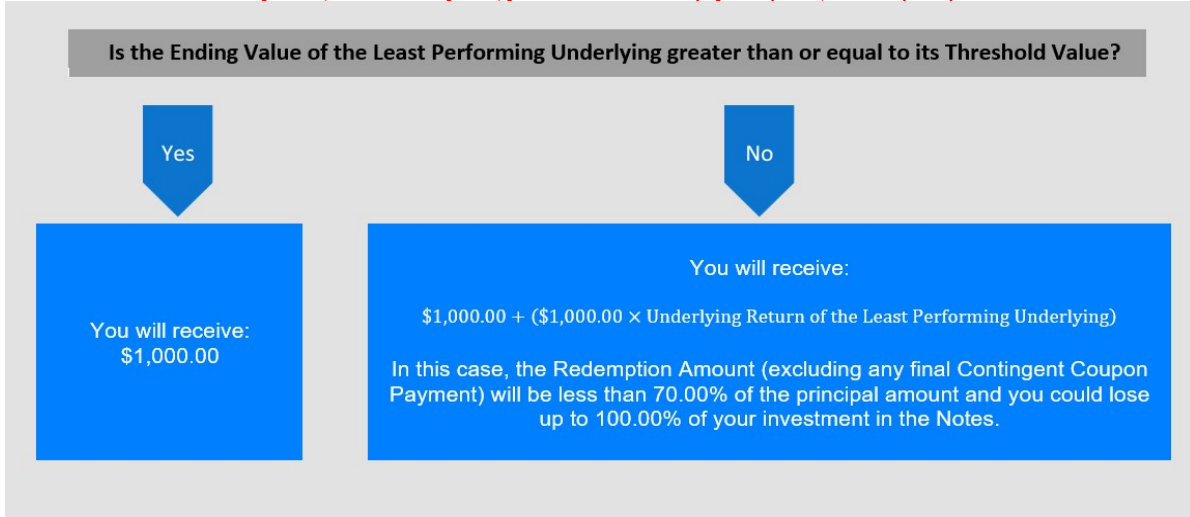 Is the Ending Value of the Least Performing Underlying greater than or equal to its Threshold Value?
Yes
No
You will receive:
$1,000.00
You will receive:
$1,000.00 + ($1,000.00 × Underlying Return of the Least Performing Underlying)
In this case, the Redemption Amount (excluding any final Contingent Coupon
Payment) will be less than 70.00% of the principal amount and you could lose
up to 100.00% of your investment in the Notes.